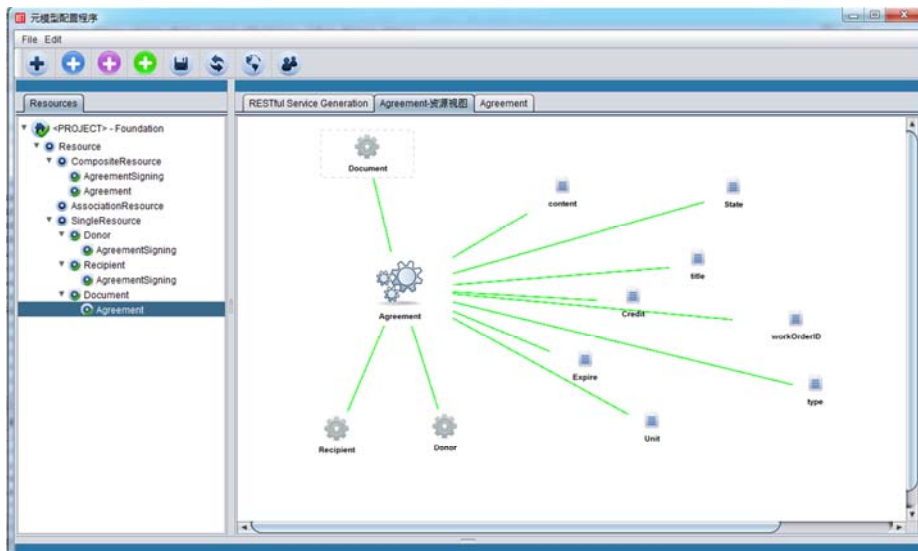 元模型配置程序
File Edit
Resources
RESTful Service Generation
Agreement-资源视图
Agreement
<PROJECT> - Foundation
Resource
CompositeResource
AgreementSigning
Agreement
AssociationResource
SingleResource
Donor
AgreementSigning
Recipient
AgreementSigning
Document
Agreement
Document
content
State
title
Credit
workOrderID
Agreement
Expire
type
Unit
Recipient
Donor